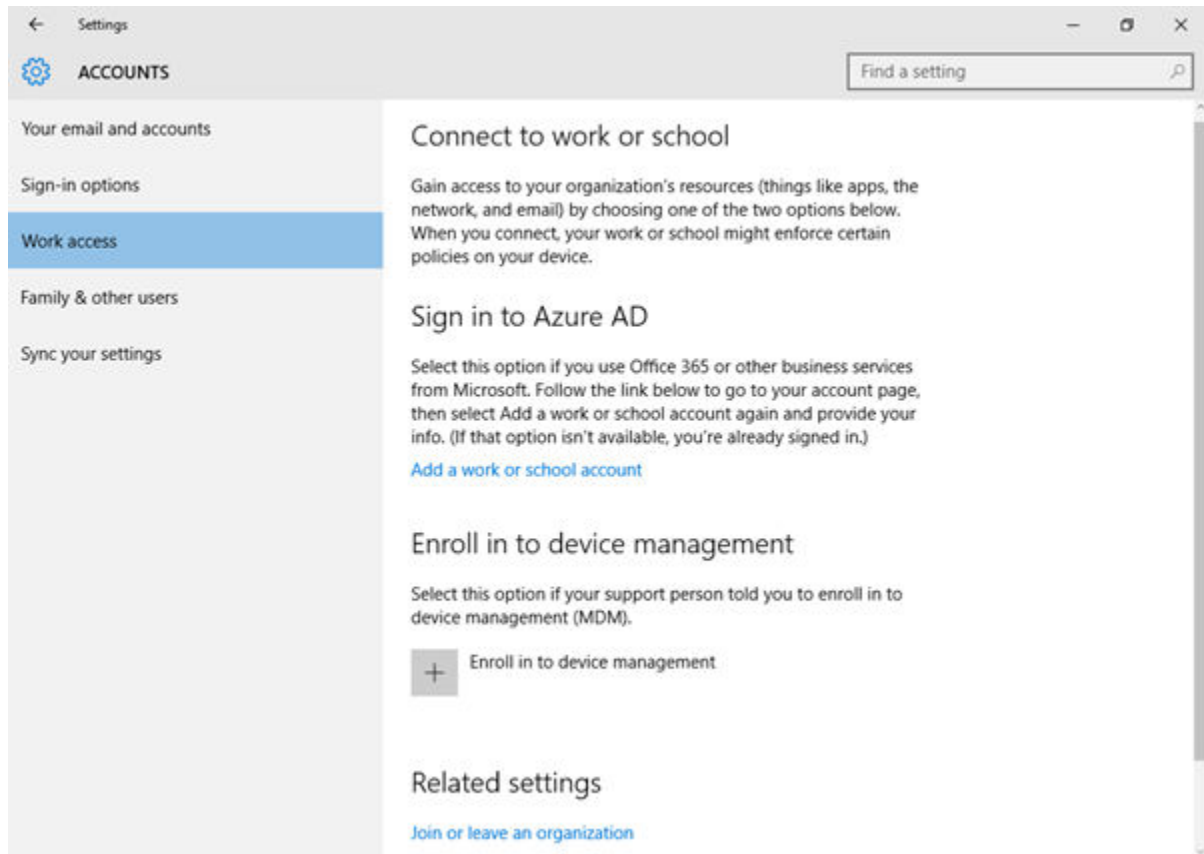 Settings
ACCOUNTS
Find a setting
Your email and accounts
Sign-in options
Work access
Family & other users
Sync your settings
Connect to work or school
Gain access to your organization's resources (things like apps, the
network, and email) by choosing one of the two options below.
When you connect, your work or school might enforce certain
policies on your device.
Sign in to Azure AD
Select this option if you use Office 365 or other business services
from Microsoft. Follow the link below to go to your account page,
then select Add a work or school account again and provide your
info. (If that option isn't available, you're already signed in.)
Add a work or school account
Enroll in to device management
Select this option if your support person told you to enroll in to
device management (MDM).
Enroll in to device management
Related settings
Join or leave an organization